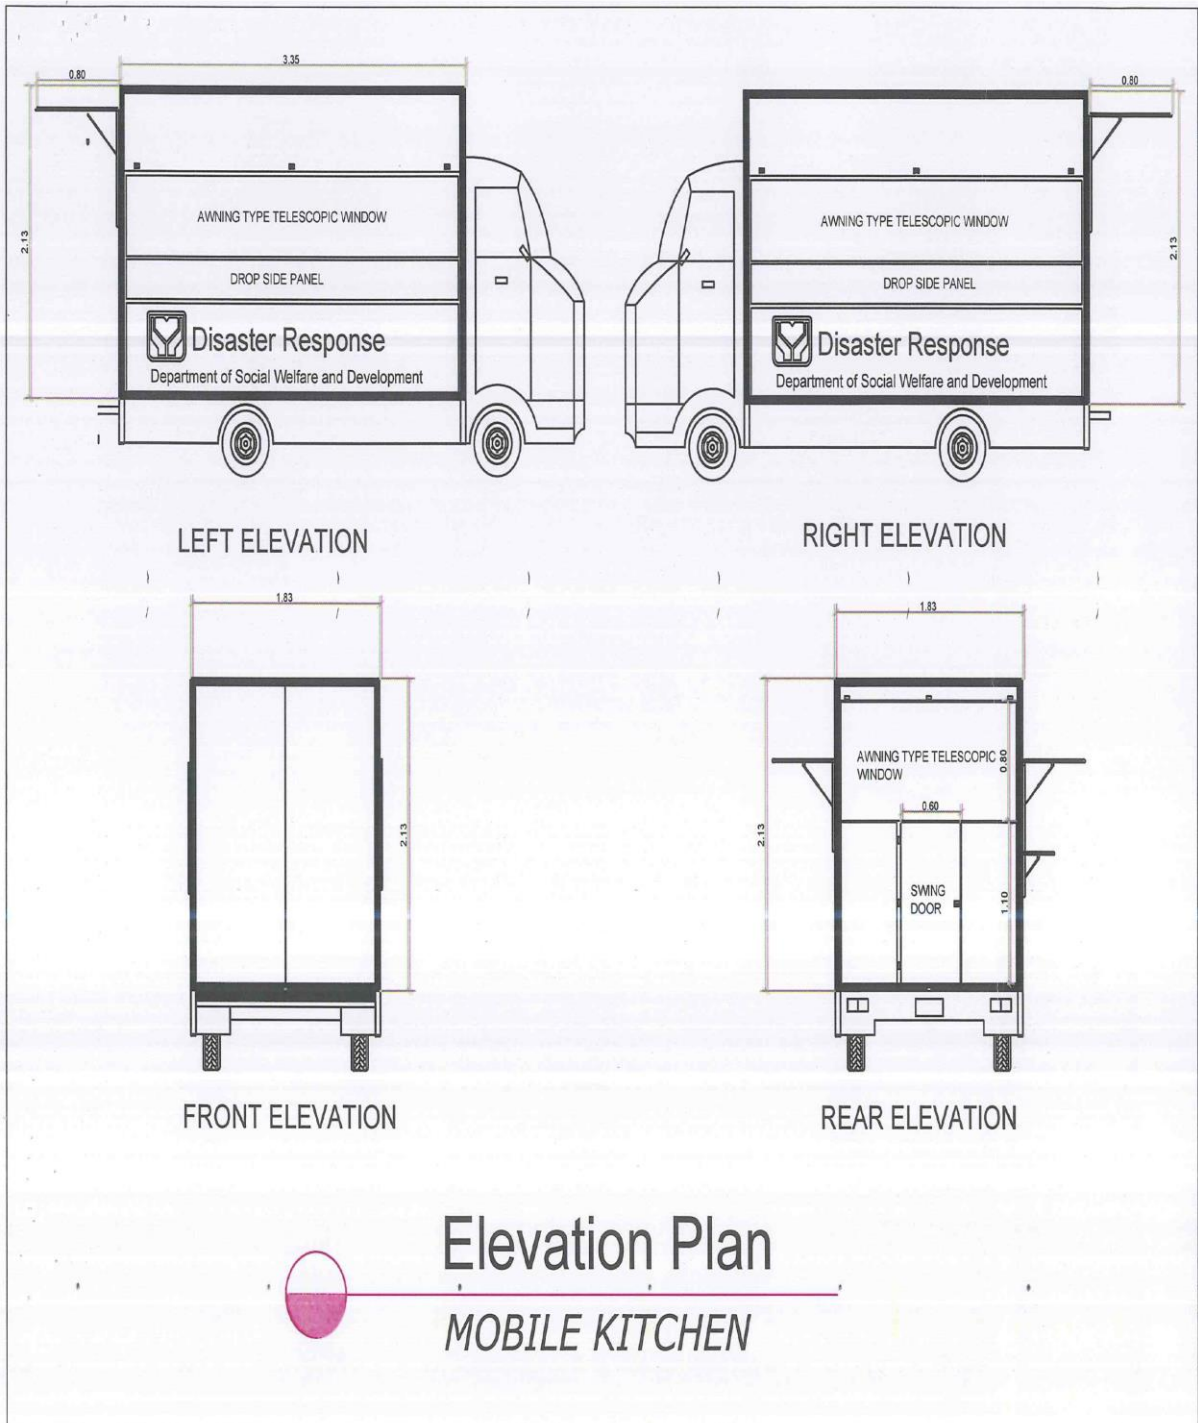 3.35
0.80
0.80
AWNING TYPE TELESCOPIC WINDOW
AWNING TYPE TELESCOPIC WINDOW
2.13
2.13
DROP SIDE PANEL
DROP SIDE PANEL
Disaster Response
Disaster Response
Department of Social Welfare and Development
Department of Social Welfare and Development
LEFT ELEVATION
RIGHT ELEVATION
1.83
1.83
AWNING TYPE TELESCOPIC
WINDOW
0.80
0.60
2.13
2.13
SWING
DOOR
1.10
FRONT ELEVATION
REAR ELEVATION
Elevation Plan
MOBILE KITCHEN